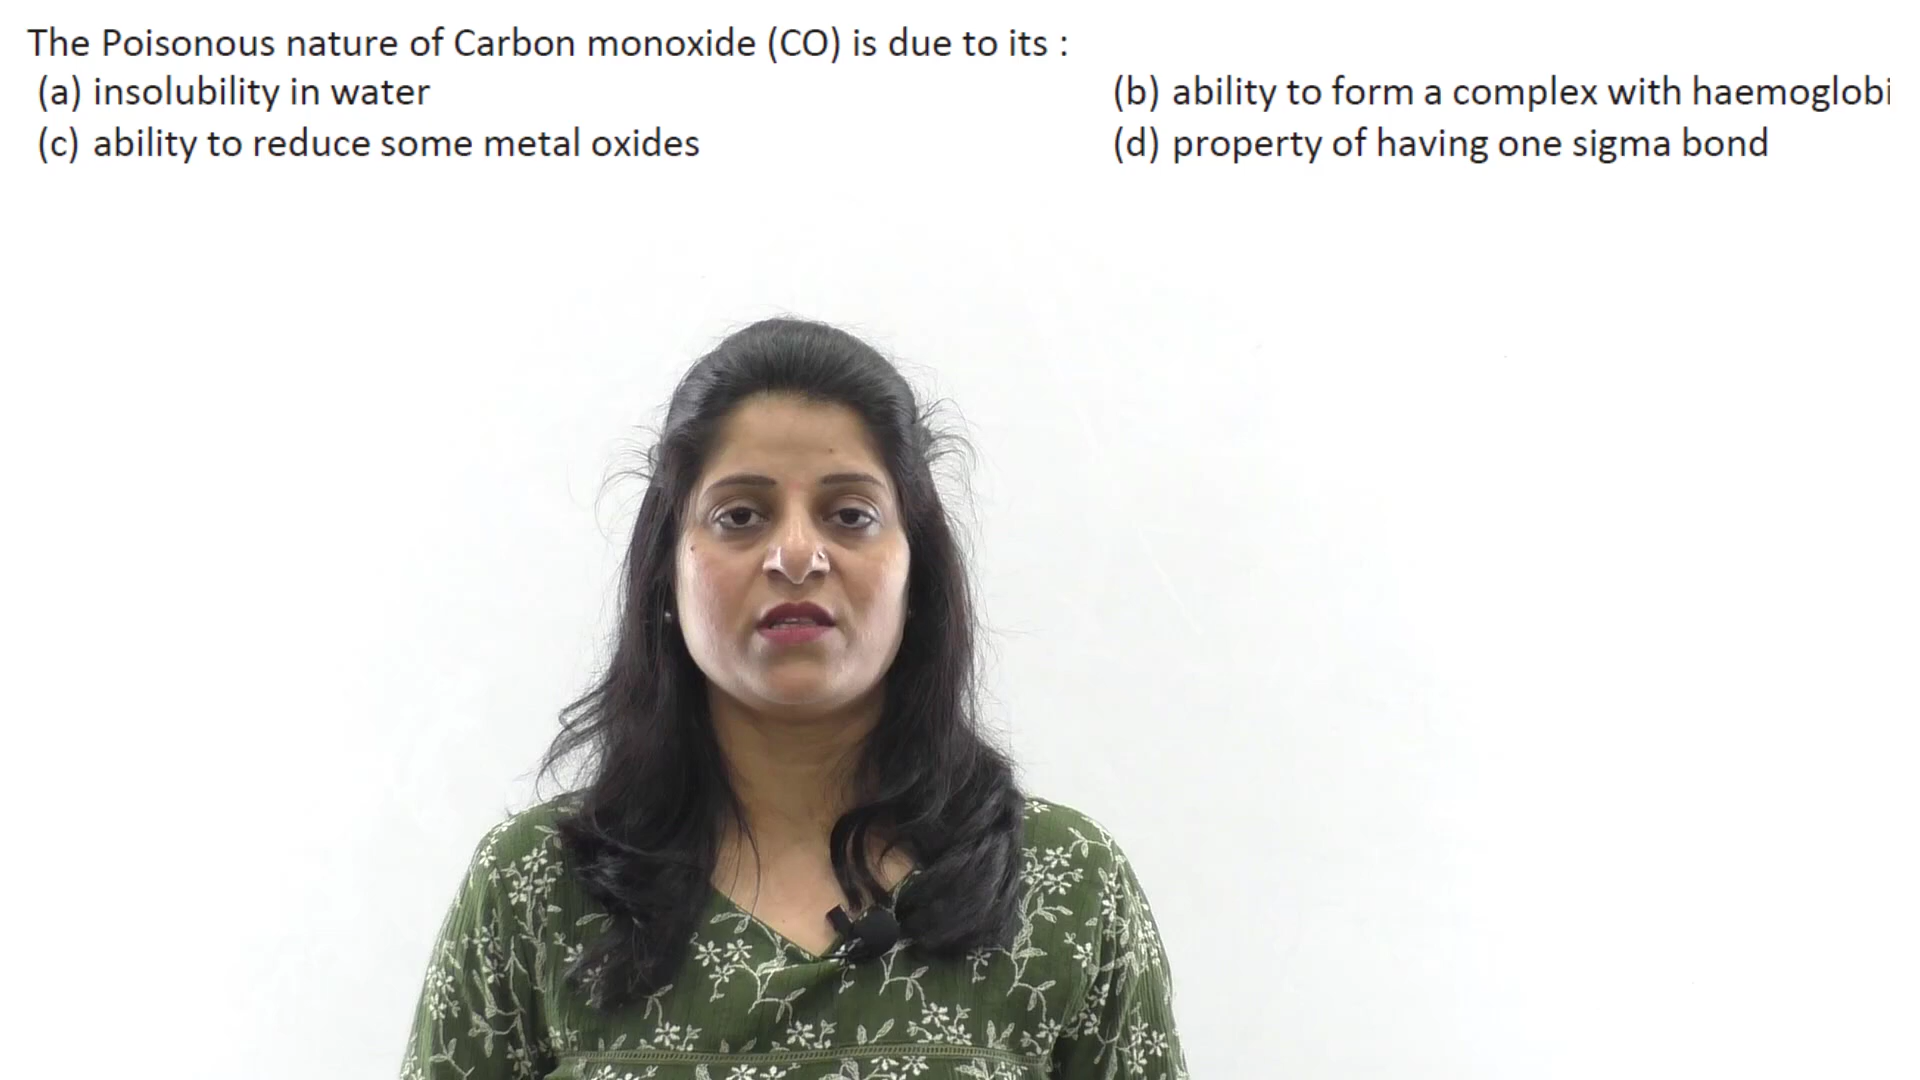 The Poisonous nature of Carbon monoxide (CO) is due to its :
(a) insolubility in water (b) ability to form a complex with haemoglobi
(c) ability to reduce some metal oxides (d) property of having one sigma bond